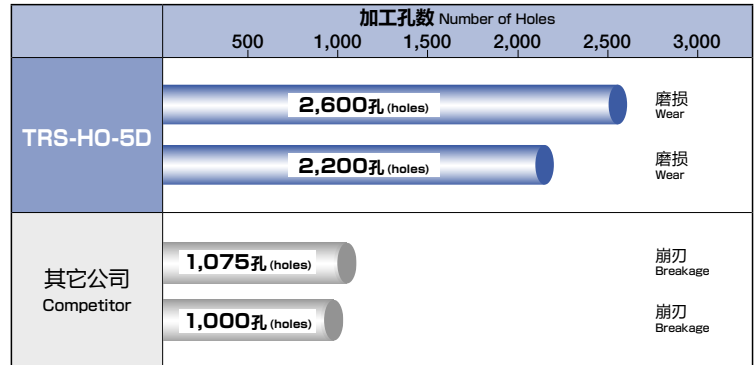 加工孔数 Number of Holes
500 1,000 1,500 2,000 2,500 3,000
TRS-HO-5D
2,600孔 (holes)
磨损
Wear
2,200孔 (holes)
磨损
Wear
其它公司
Competitor
1,075孔 (holes)
崩刃
Breakage
1,000孔 (holes)
崩刃
Breakage